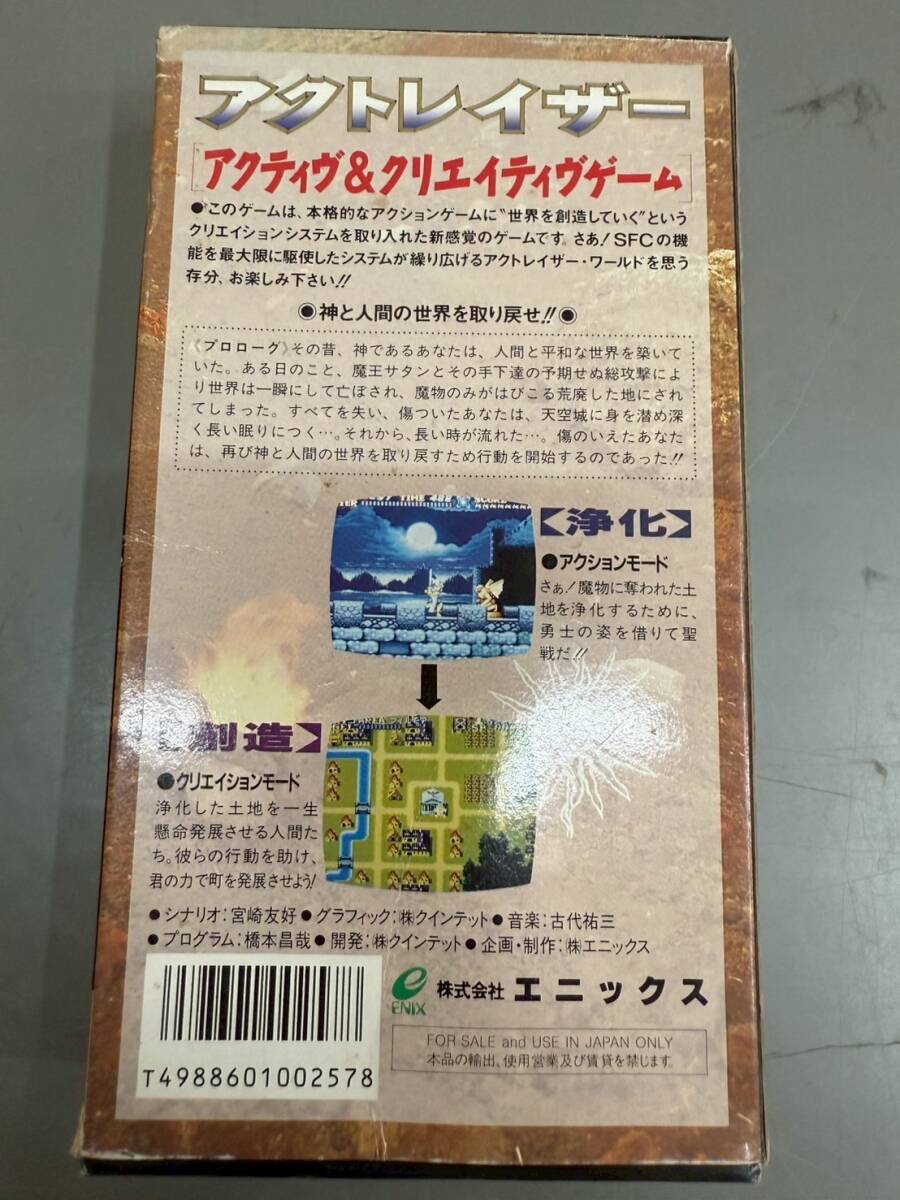 アクトレイザー
[アクティヴ&クリエイティヴゲーム]
●このゲームは、本格的なアクションゲームに"世界を創造していく"という
クリエイションシステムを取り入れた新感覚のゲームです。さあ!SFCの機
能を最大限に駆使したシステムが繰り広げるアクトレイザー・ワールドを思う
存分、お楽しみ下さい!!
◉神と人間の世界を取り戻せ!!◉
《プロローグ》その昔、神であるあなたは、人間と平和な世界を築いて
いた。ある日のこと、魔王サタンとその手下達の予期せぬ総攻撃によ
り世界は一瞬にして亡ぼされ、魔物のみがはびこる荒廃した地にされ
てしまった。すべてを失い、傷ついたあなたは、天空城に身を潜め深
く長い眠りにつく…。それから、長い時が流れた…。傷のいえたあなた
は、再び神と人間の世界を取り戻すため行動を開始するのであった!!
TIME
【浄化】
●アクションモード
さぁ!魔物に奪われた土
地を浄化するために、
勇士の姿を借りて聖
戦だ!!
【創造】
●クリエイションモード
浄化した土地を一生
懸命発展させる人間た
ち。彼らの行動を助け、
君の力で町を発展させよう!
●シナリオ:宮崎友好●グラフィック:㈱クインテット●音楽:古代祐三
●プログラム:橋本昌哉●開発:㈱クインテット●企画・制作:㈱エニックス
ENIX
株式会社 エニックス
FOR SALE and USE IN JAPAN ONLY
本品の輸出、使用営業及び賃貸を禁じます。
T4988601002578